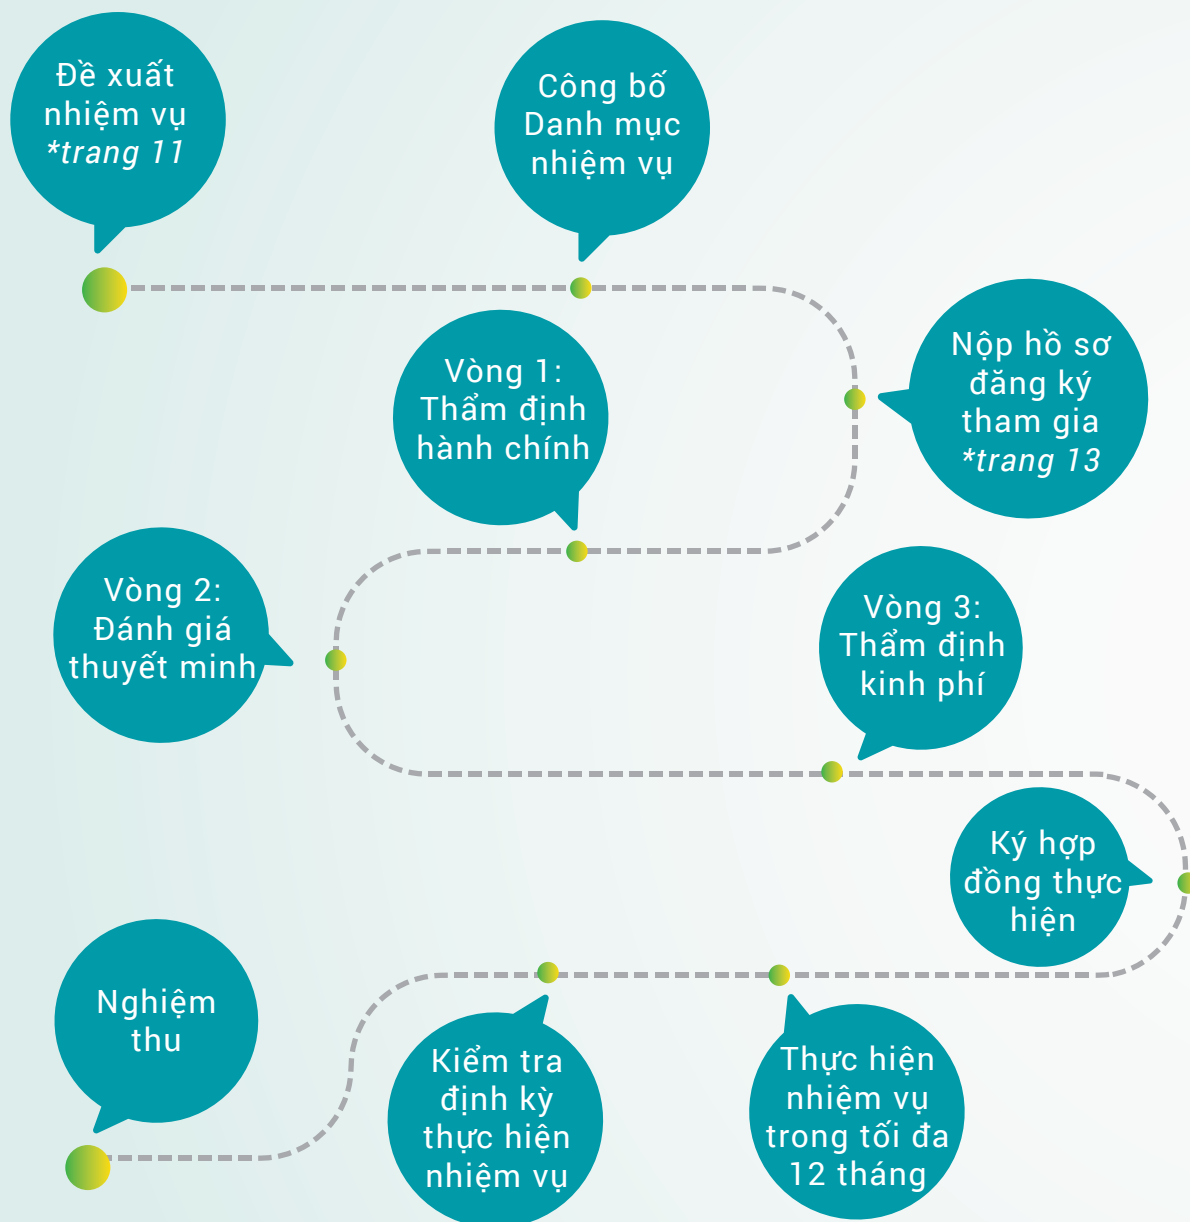 Đề xuất
nhiệm vụ
*trang 11
Công bố
Danh mục
nhiệm vụ
Nộp hồ sơ
đăng ký
tham gia
*trang 13
Vòng 1:
Thẩm định
hành chính
Vòng 2:
Đánh giá
thuyết minh
Vòng 3:
Thẩm định
kinh phí
Ký hợp
đồng thực
hiện
Thực hiện
nhiệm vụ
trong tối đa
12 tháng
Kiểm tra
định kỳ
thực hiện
nhiệm vụ
Nghiệm
thu